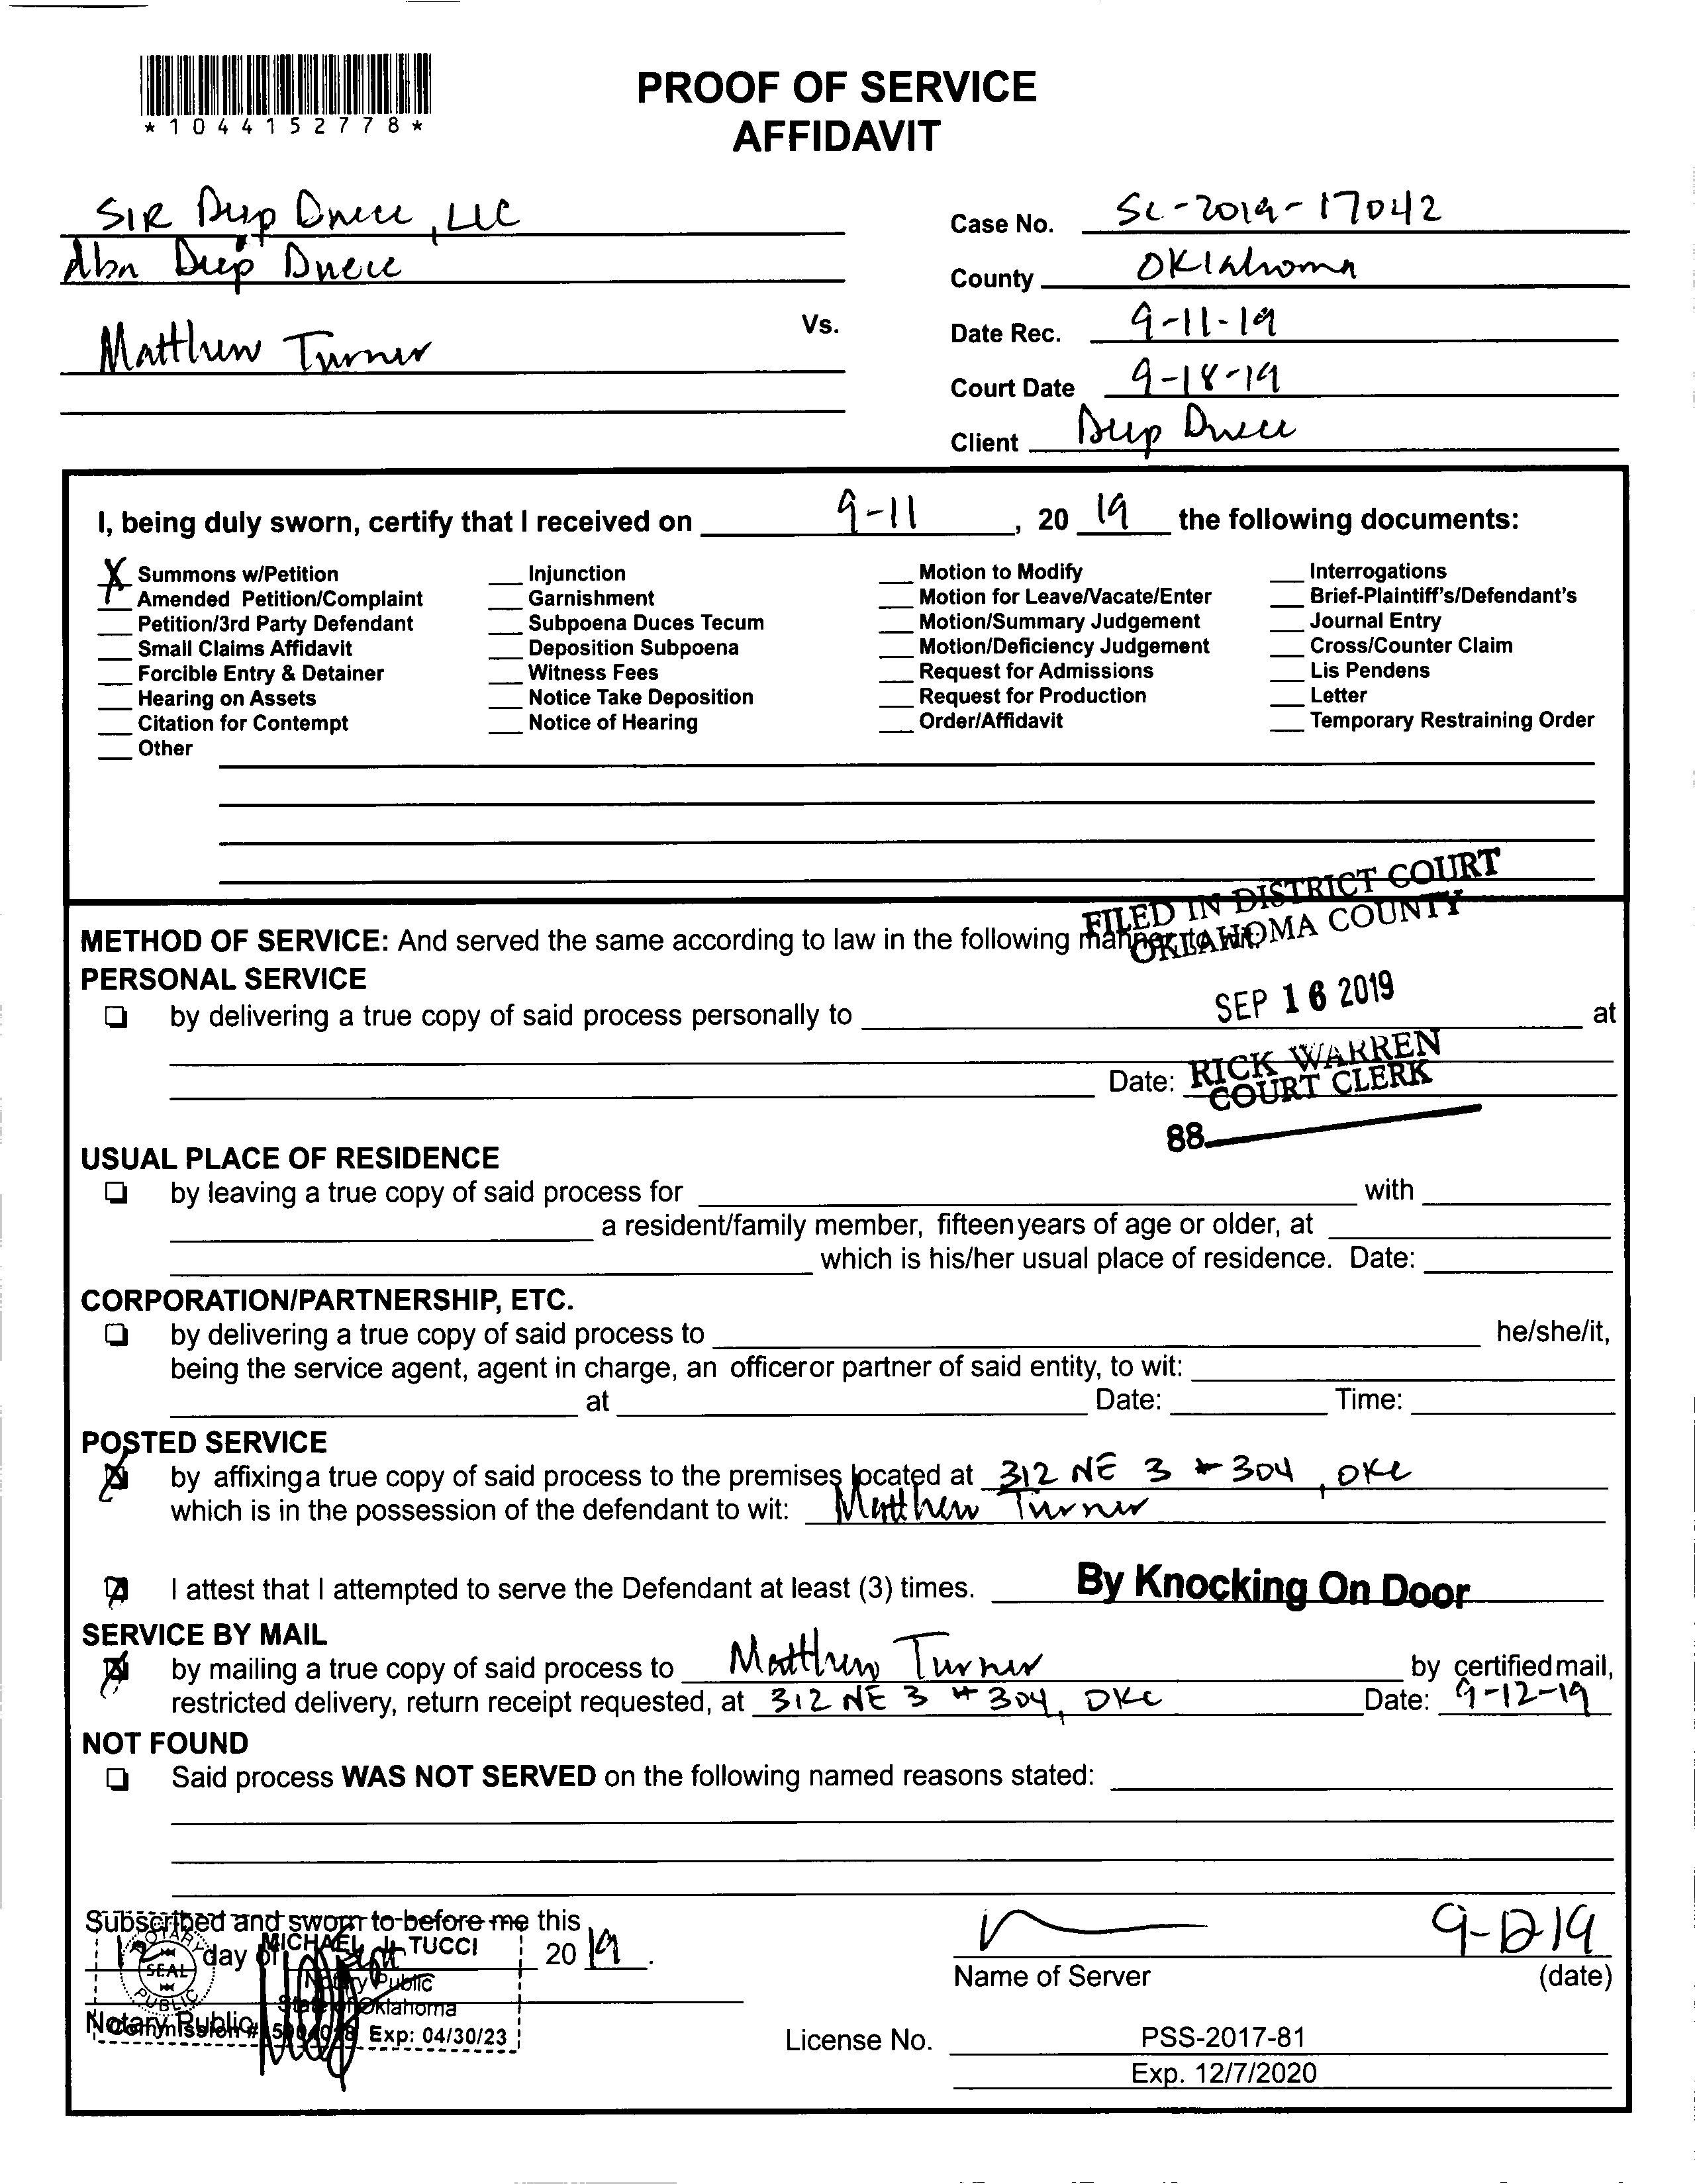 *1044152778*
PROOF OF SERVICE
AFFIDAVIT
SIR Deep Duece, LLC
dba Deep Duece
Vs.
Matthew Turner
Case No. SC-2019-17042
County Oklahoma
Date Rec. 9-11-19
Court Date 9-18-19
Client Deep Duece
I, being duly sworn, certify that I received on 9-11, 20 19 the following documents:
X Summons w/Petition
Amended Petition/Complaint
Petition/3rd Party Defendant
Small Claims Affidavit
Forcible Entry & Detainer
Hearing on Assets
Citation for Contempt
Other
Injunction
Garnishment
Subpoena Duces Tecum
Deposition Subpoena
Witness Fees
Notice Take Deposition
Notice of Hearing
Motion to Modify
Motion for Leave/Vacate/Enter
Motion/Summary Judgement
Motion/Deficiency Judgement
Request for Admissions
Request for Production
Order/Affidavit
Interrogations
Brief-Plaintiff's/Defendant's
Journal Entry
Cross/Counter Claim
Lis Pendens
Letter
Temporary Restraining Order
FILED IN DISTRICT COURT
OKLAHOMA COUNTY
METHOD OF SERVICE: And served the same according to law in the following manner, to wit:
PERSONAL SERVICE
SEP 16 2019
by delivering a true copy of said process personally to at
RICK WARREN
COURT CLERK
Date:
88
USUAL PLACE OF RESIDENCE
by leaving a true copy of said process for with
a resident/family member, fifteen years of age or older, at
which is his/her usual place of residence. Date:
CORPORATION/PARTNERSHIP, ETC.
by delivering a true copy of said process to he/she/it,
being the service agent, agent in charge, an officer or partner of said entity, to wit:
at Date: Time:
POSTED SERVICE
by affixing a true copy of said process to the premises located at 312 NE 3 # 304, OKC
which is in the possession of the defendant to wit: Matthew Turner
I attest that I attempted to serve the Defendant at least (3) times. By Knocking On Door
SERVICE BY MAIL
by mailing a true copy of said process to Matthew Turner by certified mail,
restricted delivery, return receipt requested, at 312 NE 3 # 304, OKC Date: 9-12-19
NOT FOUND
Said process WAS NOT SERVED on the following named reasons stated:
Subscribed and sworn to before me this
12 day of Sept 20 19.
Notary Public
NOTARY
SEAL
PUBLIC
MICHAEL TUCCI
Notary Public
State of Oklahoma
Commission # Exp: 04/30/23
9-12-19
Name of Server (date)
License No. PSS-2017-81
Exp. 12/7/2020